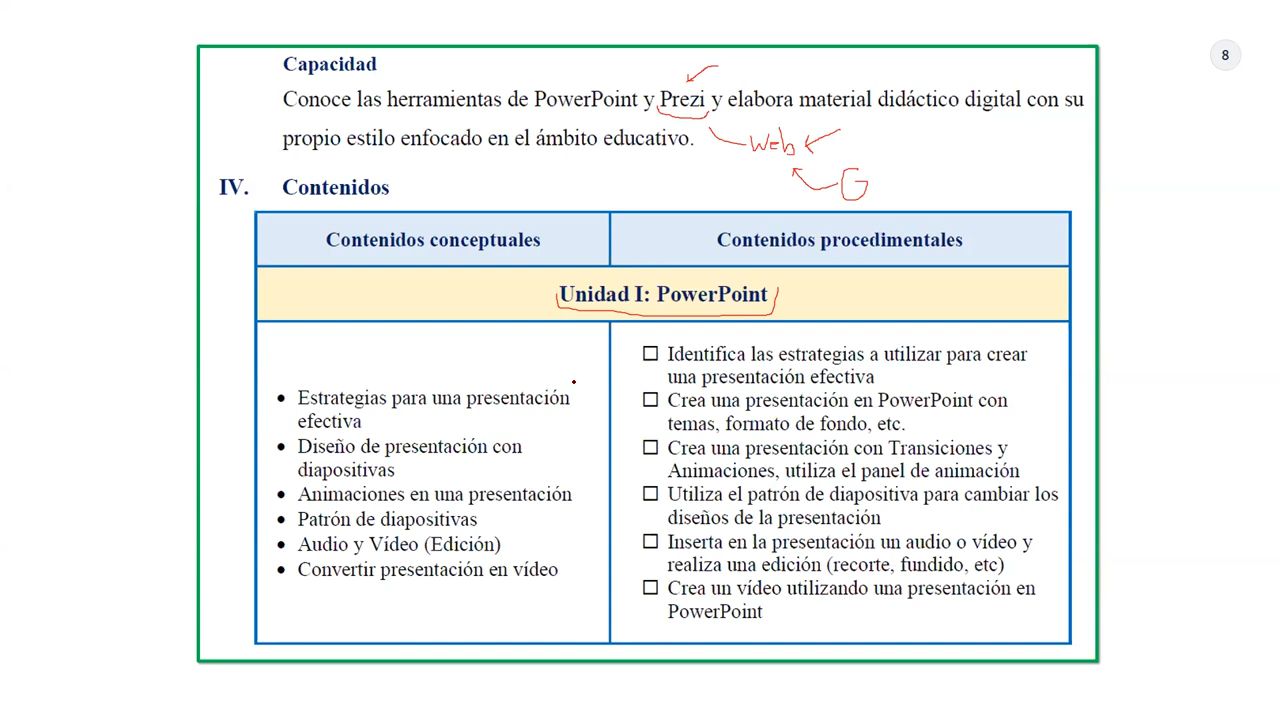 8
Capacidad
Conoce las herramientas de PowerPoint y Prezi y elabora material didáctico digital con su
propio estilo enfocado en el ámbito educativo.
Web
G
IV. Contenidos
Contenidos conceptuales
Contenidos procedimentales
Unidad I: PowerPoint
• Estrategias para una presentación
efectiva
• Diseño de presentación con
diapositivas
• Animaciones en una presentación
• Patrón de diapositivas
• Audio y Vídeo (Edición)
• Convertir presentación en vídeo
☐ Identifica las estrategias a utilizar para crear
una presentación efectiva
☐ Crea una presentación en PowerPoint con
temas, formato de fondo, etc.
☐ Crea una presentación con Transiciones y
Animaciones, utiliza el panel de animación
☐ Utiliza el patrón de diapositiva para cambiar los
diseños de la presentación
☐ Inserta en la presentación un audio o vídeo y
realiza una edición (recorte, fundido, etc)
☐ Crea un vídeo utilizando una presentación en
PowerPoint